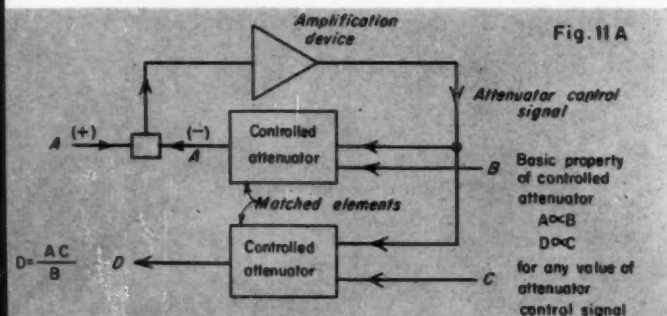 Amplification
device
Fig. 11 A
Attenuator control
signal
A (+)
(-)
A
Controlled
attenuator
B
Basic property
of controlled
attenuator
A∝B
D∝C
for any value of
attenuator
control signal
Matched elements
Controlled
attenuator
D = AC/B
D
C